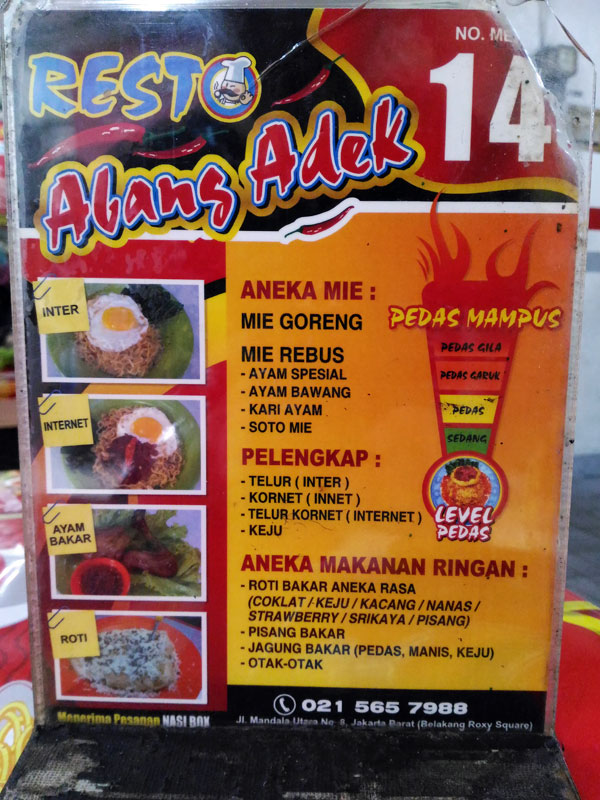 RESTO
Abang Adek
NO.
14
INTER
INTERNET
AYAM
BAKAR
ROTI
Menerima Pesanan NASI BOX
ANEKA MIE :
MIE GORENG
MIE REBUS
- AYAM SPESIAL
- AYAM BAWANG
- KARI AYAM
- SOTO MIE
PELENGKAP :
- TELUR ( INTER )
- KORNET ( INNET )
- TELUR KORNET ( INTERNET )
- KEJU
PEDAS MAMPUS
PEDAS GILA
PEDAS GARUK
PEDAS
SEDANG
LEVEL
PEDAS
ANEKA MAKANAN RINGAN :
- ROTI BAKAR ANEKA RASA
(COKLAT / KEJU / KACANG / NANAS /
STRAWBERRY / SRIKAYA / PISANG)
- PISANG BAKAR
- JAGUNG BAKAR (PEDAS, MANIS, KEJU)
- OTAK-OTAK
021 565 7988
Jl. Mandala Utara No. 8, Jakarta Barat (Belakang Roxy Square)